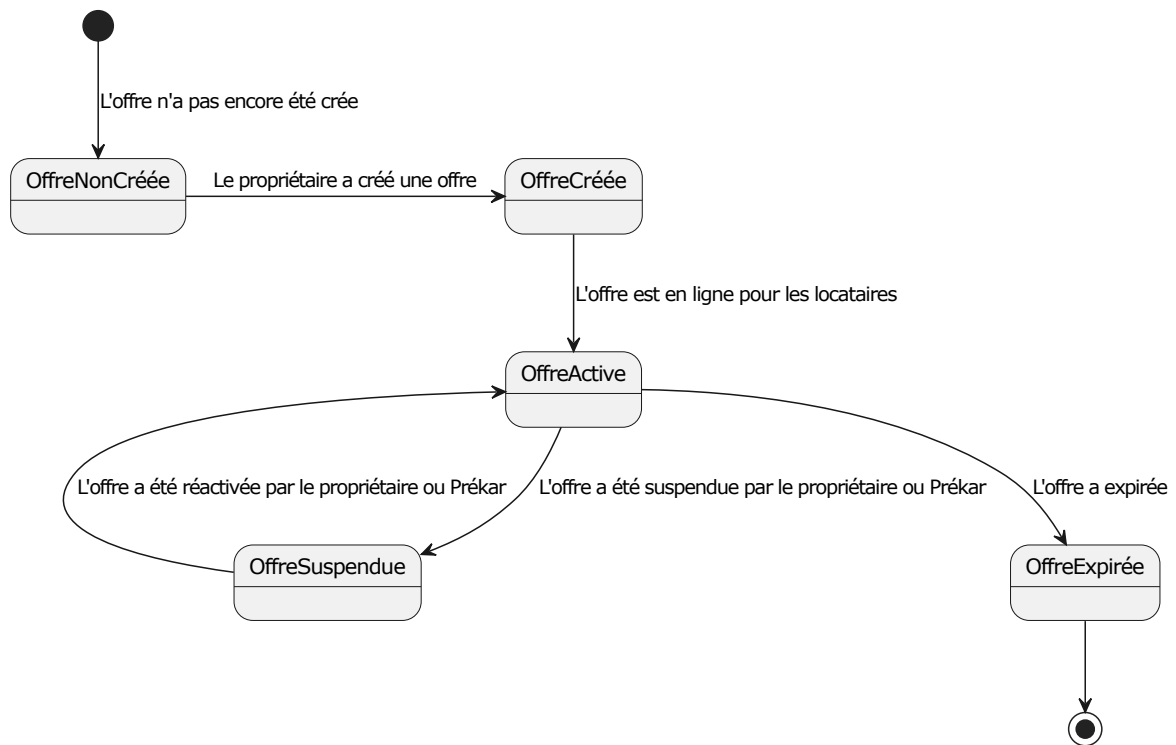 L'offre n'a pas encore été crée
OffreNonCréée
Le propriétaire a créé une offre
OffreCréée
L'offre est en ligne pour les locataires
OffreActive
L'offre a été réactivée par le propriétaire ou Prékar
L'offre a été suspendue par le propriétaire ou Prékar
L'offre a expirée
OffreSuspendue
OffreExpirée